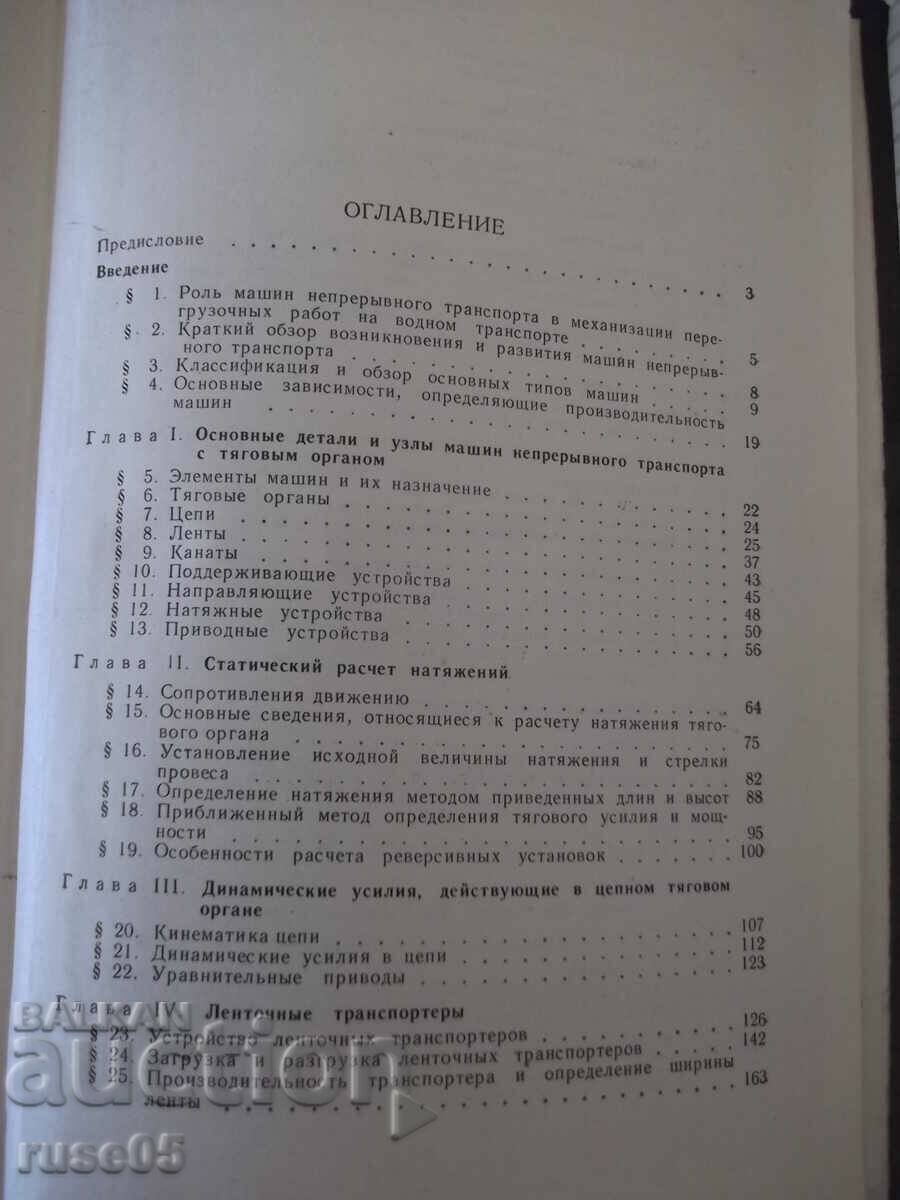 ОГЛАВЛЕНИЕ
Предисловие . . . . . . . . . . . . . . . . . . 3
Введение
§ 1. Роль машин непрерывного транспорта в механизации пере-
грузочных работ на водном транспорте . . . . . . . . 5
§ 2. Краткий обзор возникновения и развития машин непрерыв-
ного транспорта . . . . . . . . . . . . . . . . 8
§ 3. Классификация и обзор основных типов машин . . . . . 9
§ 4. Основные зависимости, определяющие производительность
машин . . . . . . . . . . . . . . . . . . . 19
Глава I. Основные детали и узлы машин непрерывного транспорта
с тяговым органом
§ 5. Элементы машин и их назначение . . . . . . . . . . 22
§ 6. Тяговые органы . . . . . . . . . . . . . . . . 24
§ 7. Цепи . . . . . . . . . . . . . . . . . . . . 25
§ 8. Ленты . . . . . . . . . . . . . . . . . . . . 37
§ 9. Канаты . . . . . . . . . . . . . . . . . . . . 43
§ 10. Поддерживающие устройства . . . . . . . . . . . . 45
§ 11. Направляющие устройства . . . . . . . . . . . . . 48
§ 12. Натяжные устройства . . . . . . . . . . . . . . . 50
§ 13. Приводные устройства . . . . . . . . . . . . . . 56
Глава II. Статический расчет натяжений
§ 14. Сопротивления движению . . . . . . . . . . . . . 64
§ 15. Основные сведения, относящиеся к расчету натяжения тяго-
вого органа . . . . . . . . . . . . . . . . . 75
§ 16. Установление исходной величины натяжения и стрелки
провеса . . . . . . . . . . . . . . . . . . . 82
§ 17. Определение натяжения методом приведенных длин и высот 88
§ 18. Приближенный метод определения тягового усилия и мощ-
ности . . . . . . . . . . . . . . . . . . . . 95
§ 19. Особенности расчета реверсивных установок . . . . . . 100
Глава III. Динамические усилия, действующие в цепном тяговом
органе
§ 20. Кинематика цепи . . . . . . . . . . . . . . . . 107
§ 21. Динамические усилия в цепи . . . . . . . . . . . . 112
§ 22. Уравнительные приводы . . . . . . . . . . . . . . 123
Глава IV. Ленточные транспортеры
§ 23. Устройство ленточных транспортеров . . . . . . . . . 126
§ 24. Загрузка и разгрузка ленточных транспортеров . . . . . 142
§ 25. Производительность транспортера и определение ширины
ленты . . . . . . . . . . . . . . . . . . . . 163
BALKAN
auction
ruse05